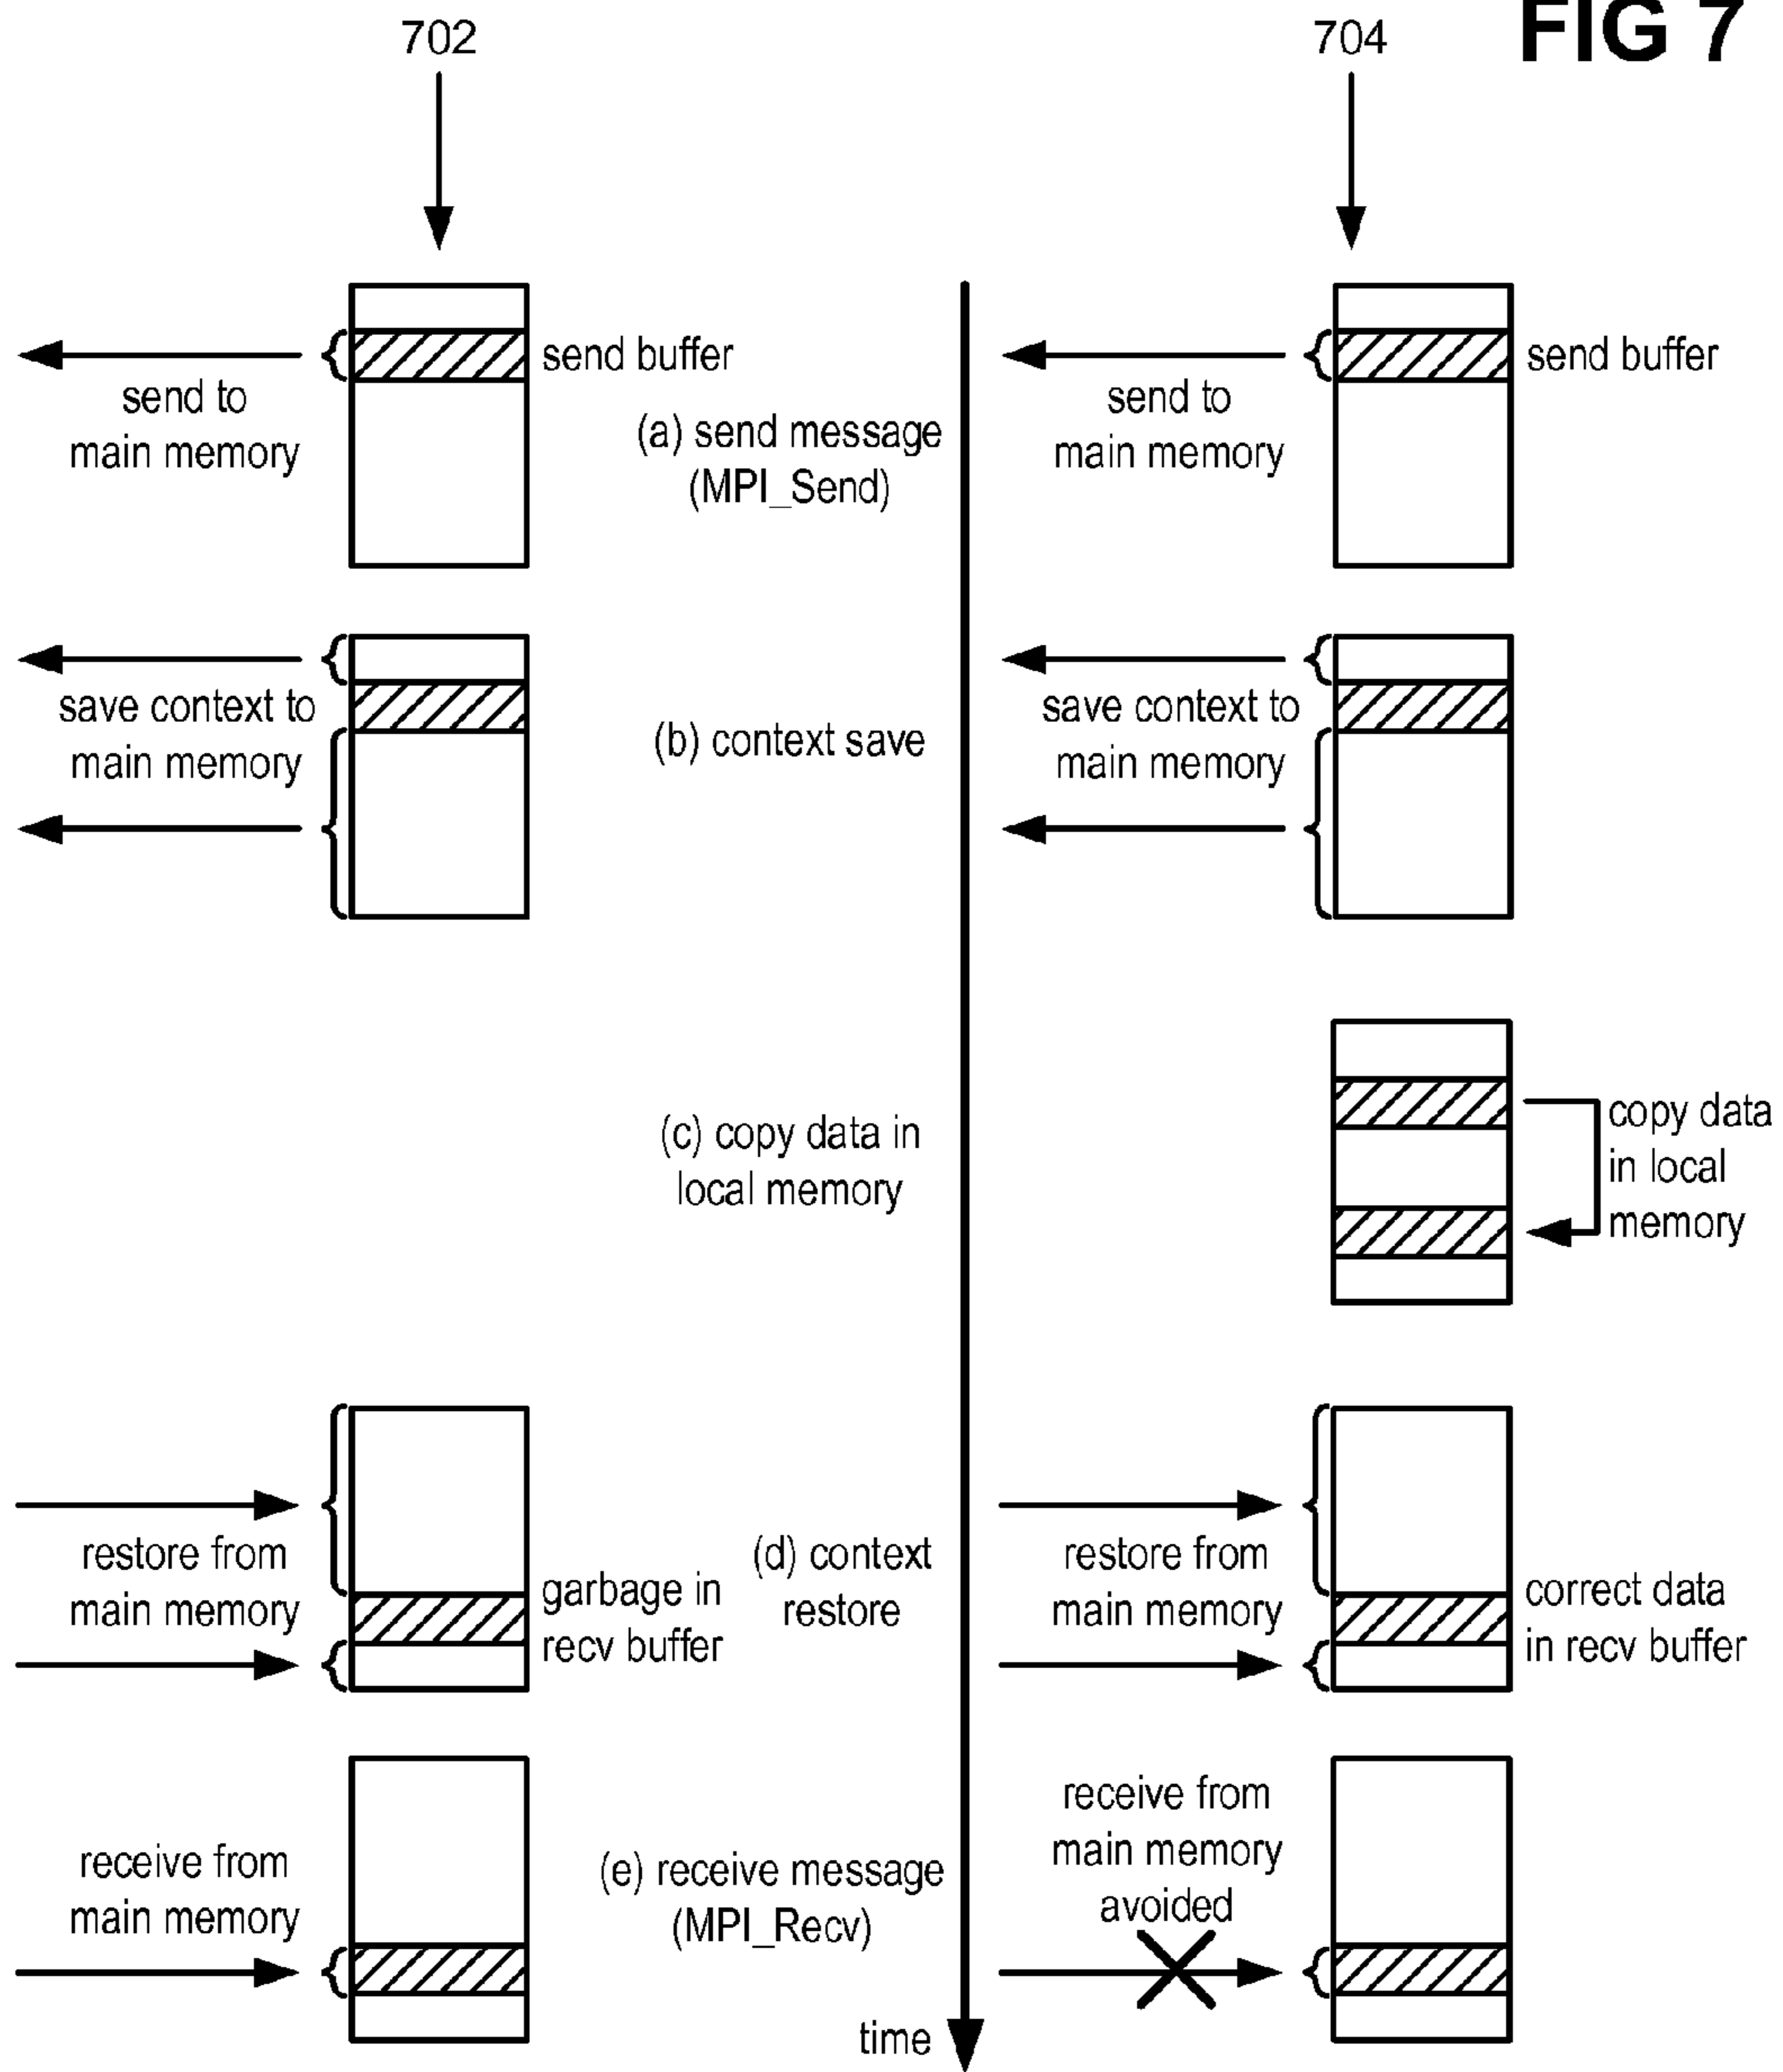 FIG 7
702
704
send buffer
send to
main memory
(a) send message
(MPI_Send)
send to
main memory
send buffer
save context to
main memory
(b) context save
save context to
main memory
(c) copy data in
local memory
copy data
in local
memory
restore from
main memory
garbage in
recv buffer
(d) context
restore
restore from
main memory
correct data
in recv buffer
receive from
main memory
(e) receive message
(MPI_Recv)
receive from
main memory
avoided
time